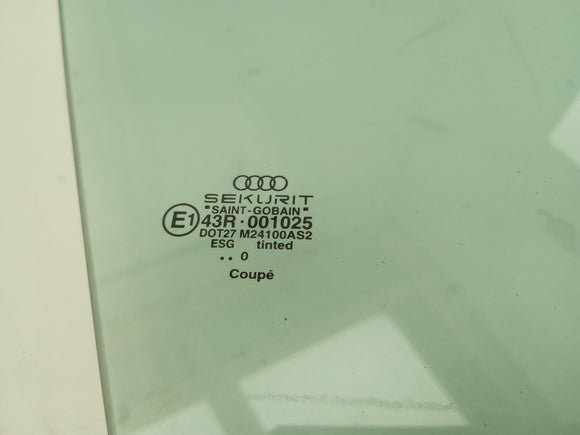 SEKURIT
"SAINT-GOBAIN"
E1 43R·001025
DOT27 M24100AS2
ESG tinted
.. 0
Coupé